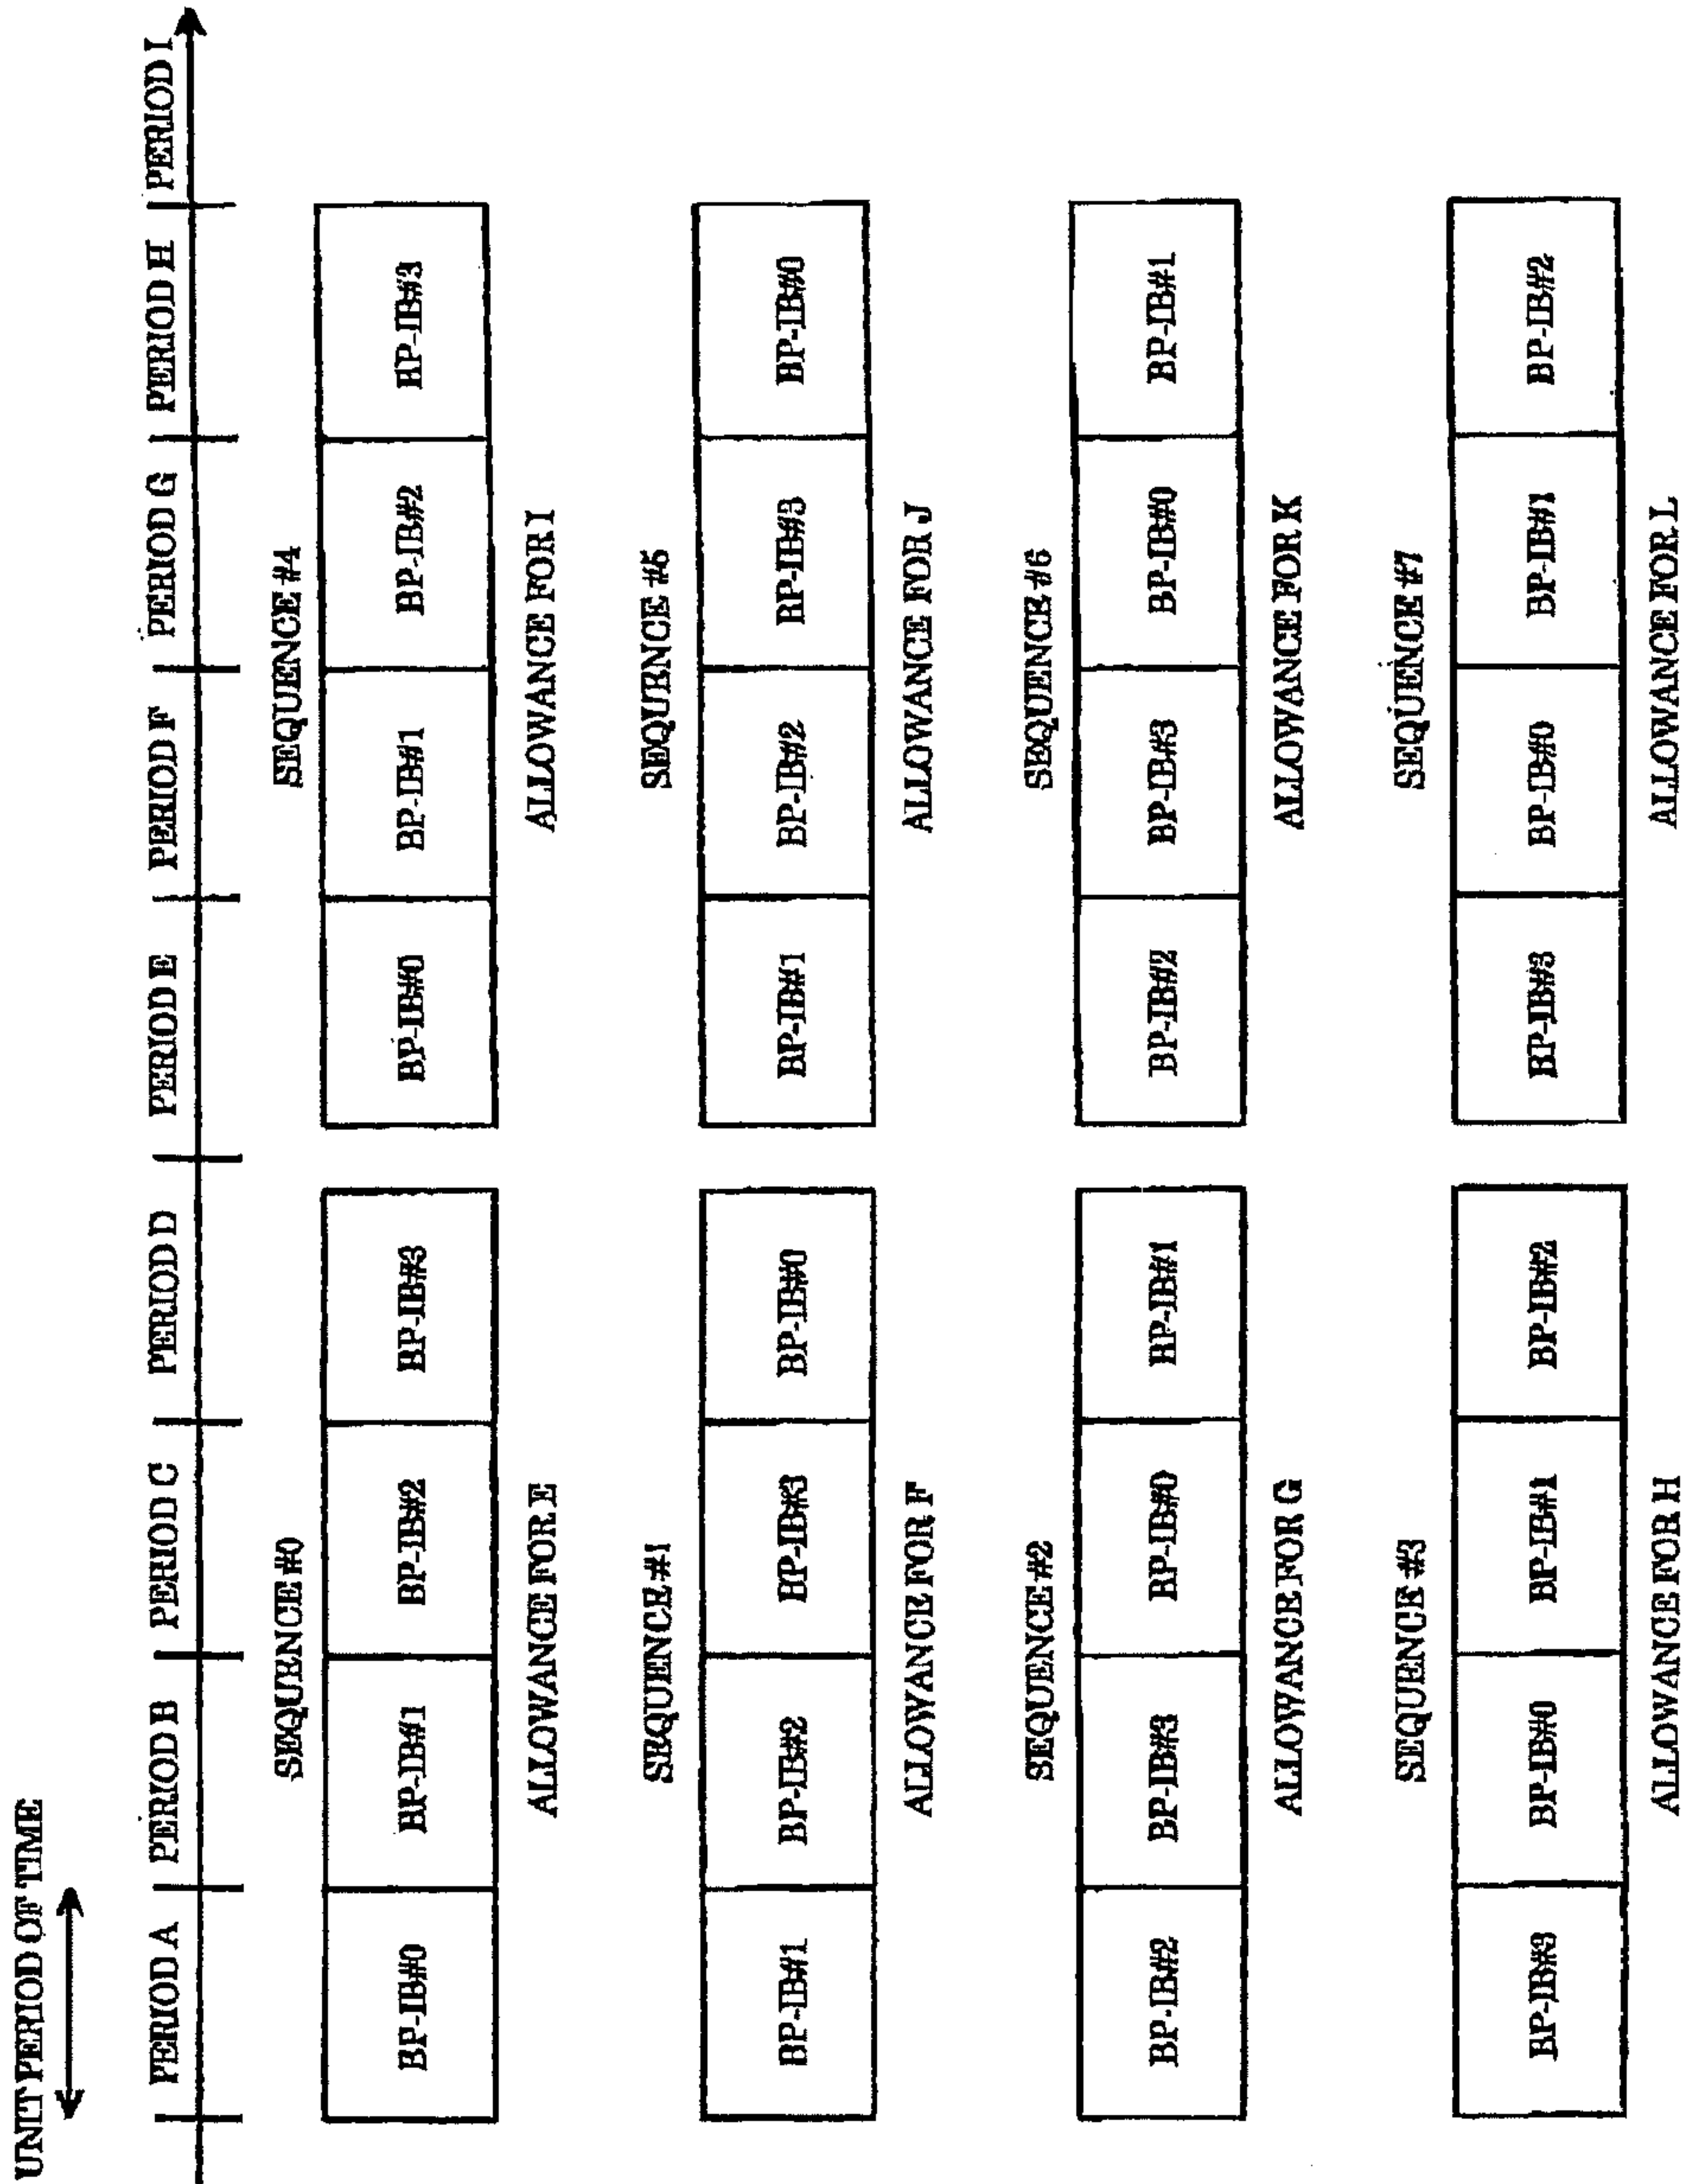 UNIT PERIOD OF TIME
PERIOD A PERIOD B PERIOD C PERIOD D PERIOD E PERIOD F PERIOD G PERIOD H PERIOD I
SEQUENCE #0 SEQUENCE #4
BP-IB#0 BP-IB#1 BP-IB#2 BP-IB#3 BP-IB#0 BP-IB#1 BP-IB#2 BP-IB#3
ALLOWANCE FOR E ALLOWANCE FOR I
SEQUENCE #1 SEQUENCE #5
BP-IB#1 BP-IB#2 BP-IB#3 BP-IB#0 BP-IB#1 BP-IB#2 BP-IB#3 BP-IB#0
ALLOWANCE FOR F ALLOWANCE FOR J
SEQUENCE #2 SEQUENCE #6
BP-IB#2 BP-IB#3 BP-IB#0 BP-IB#1 BP-IB#2 BP-IB#3 BP-IB#0 BP-IB#1
ALLOWANCE FOR G ALLOWANCE FOR K
SEQUENCE #3 SEQUENCE #7
BP-IB#3 BP-IB#0 BP-IB#1 BP-IB#2 BP-IB#3 BP-IB#0 BP-IB#1 BP-IB#2
ALLOWANCE FOR H ALLOWANCE FOR L